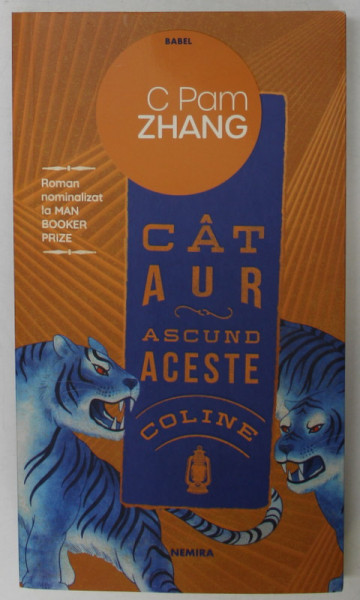 BABEL
C Pam
ZHANG
Roman
nominalizat
la MAN
BOOKER
PRIZE
CÂT
AUR
ASCUND
ACESTE
COLINE
NEMIRA